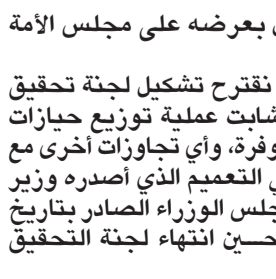 بعرضه على مجلس الأمة
نقترح تشكيل لجنة تحقيق
شابت عملية توزيع حيازات
وفرة، وأي تجاوزات أخرى مع
التعميم الذي أصدره وزير
جلس الوزراء الصادر بتاريخ
حين انتهاء لجنة التحقيق